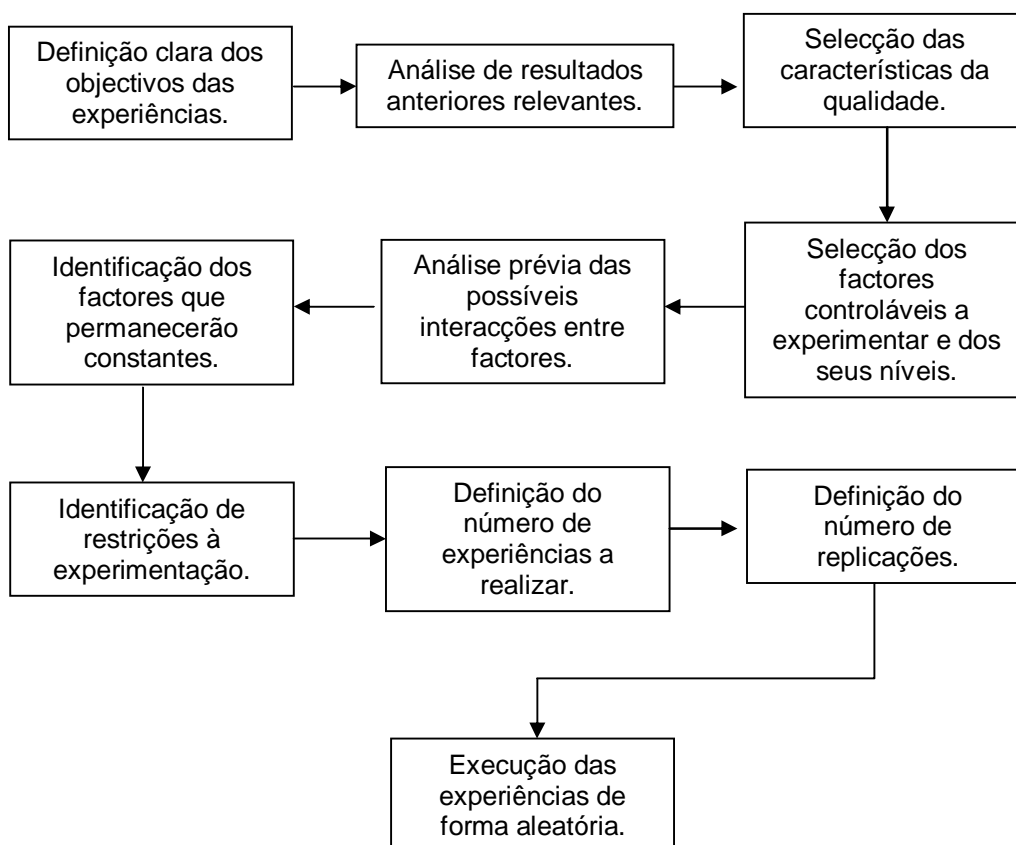 Definição clara dos
objectivos das
experiências.
Análise de resultados
anteriores relevantes.
Selecção das
características da
qualidade.
Selecção dos
factores
controláveis a
experimentar e dos
seus níveis.
Análise prévia das
possíveis
interacções entre
factores.
Identificação dos
factores que
permanecerão
constantes.
Identificação de
restrições à
experimentação.
Definição do
número de
experiências a
realizar.
Definição do
número de
replicações.
Execução das
experiências de
forma aleatória.